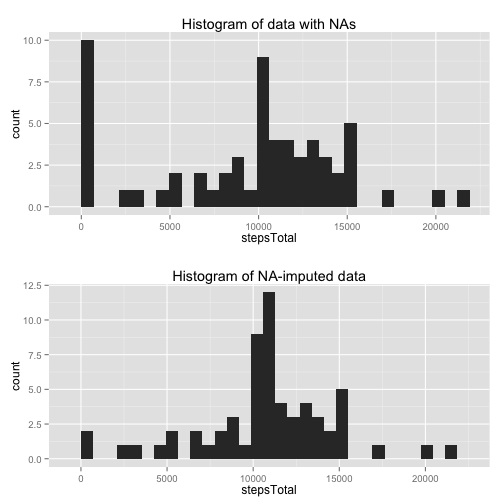 Histogram of data with NAs
10.0
7.5
5.0
2.5
0.0
count
0 5000 10000 15000 20000
stepsTotal
Histogram of NA-imputed data
12.5
10.0
7.5
5.0
2.5
0.0
count
0 5000 10000 15000 20000
stepsTotal